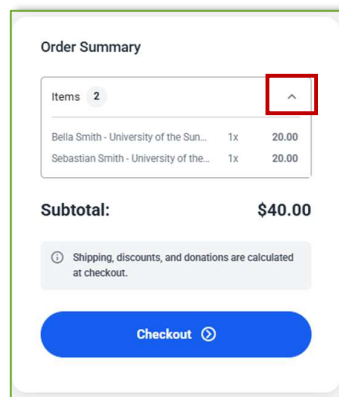 Order Summary
Items 2
Bella Smith - University of the Sun... 1x 20.00
Sebastian Smith - University of the... 1x 20.00
Subtotal: $40.00
Shipping, discounts, and donations are calculated
at checkout.
Checkout